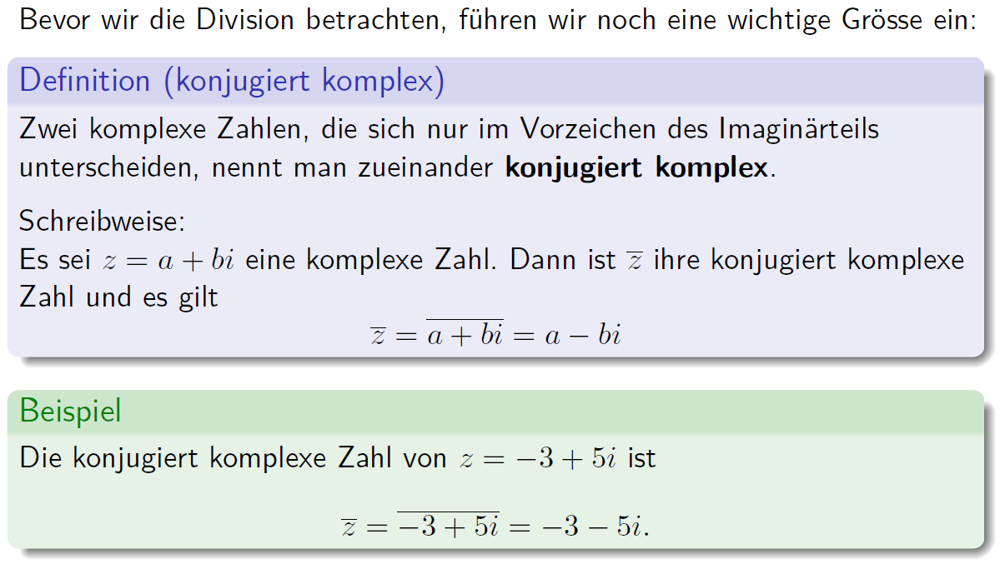 Bevor wir die Division betrachten, führen wir noch eine wichtige Grösse ein:
Definition (konjugiert komplex)
Zwei komplexe Zahlen, die sich nur im Vorzeichen des Imaginärteils
unterscheiden, nennt man zueinander konjugiert komplex.
Schreibweise:
Es sei z = a + bi eine komplexe Zahl. Dann ist z̅ ihre konjugiert komplexe
Zahl und es gilt
z̅ = \overline{a + bi} = a − bi
Beispiel
Die konjugiert komplexe Zahl von z = −3 + 5i ist
z̅ = \overline{−3 + 5i} = −3 − 5i.